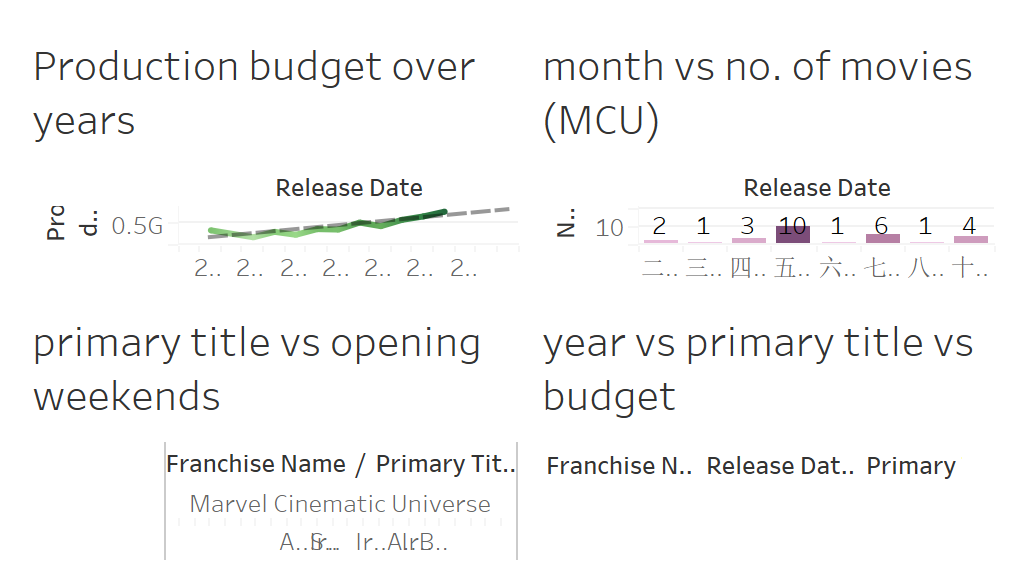 Production budget over
years
Release Date
Pro
d..
0.5G
2.. 2.. 2.. 2.. 2.. 2.. 2..
month vs no. of movies
(MCU)
Release Date
N..
10
2 1 3 10 1 6 1 4
二.. 三.. 四.. 五.. 六.. 七.. 八.. 十..
primary title vs opening
weekends
Franchise Name / Primary Tit..
Marvel Cinematic Universe
A.. Ir.. B..
year vs primary title vs
budget
Franchise N.. Release Dat.. Primary